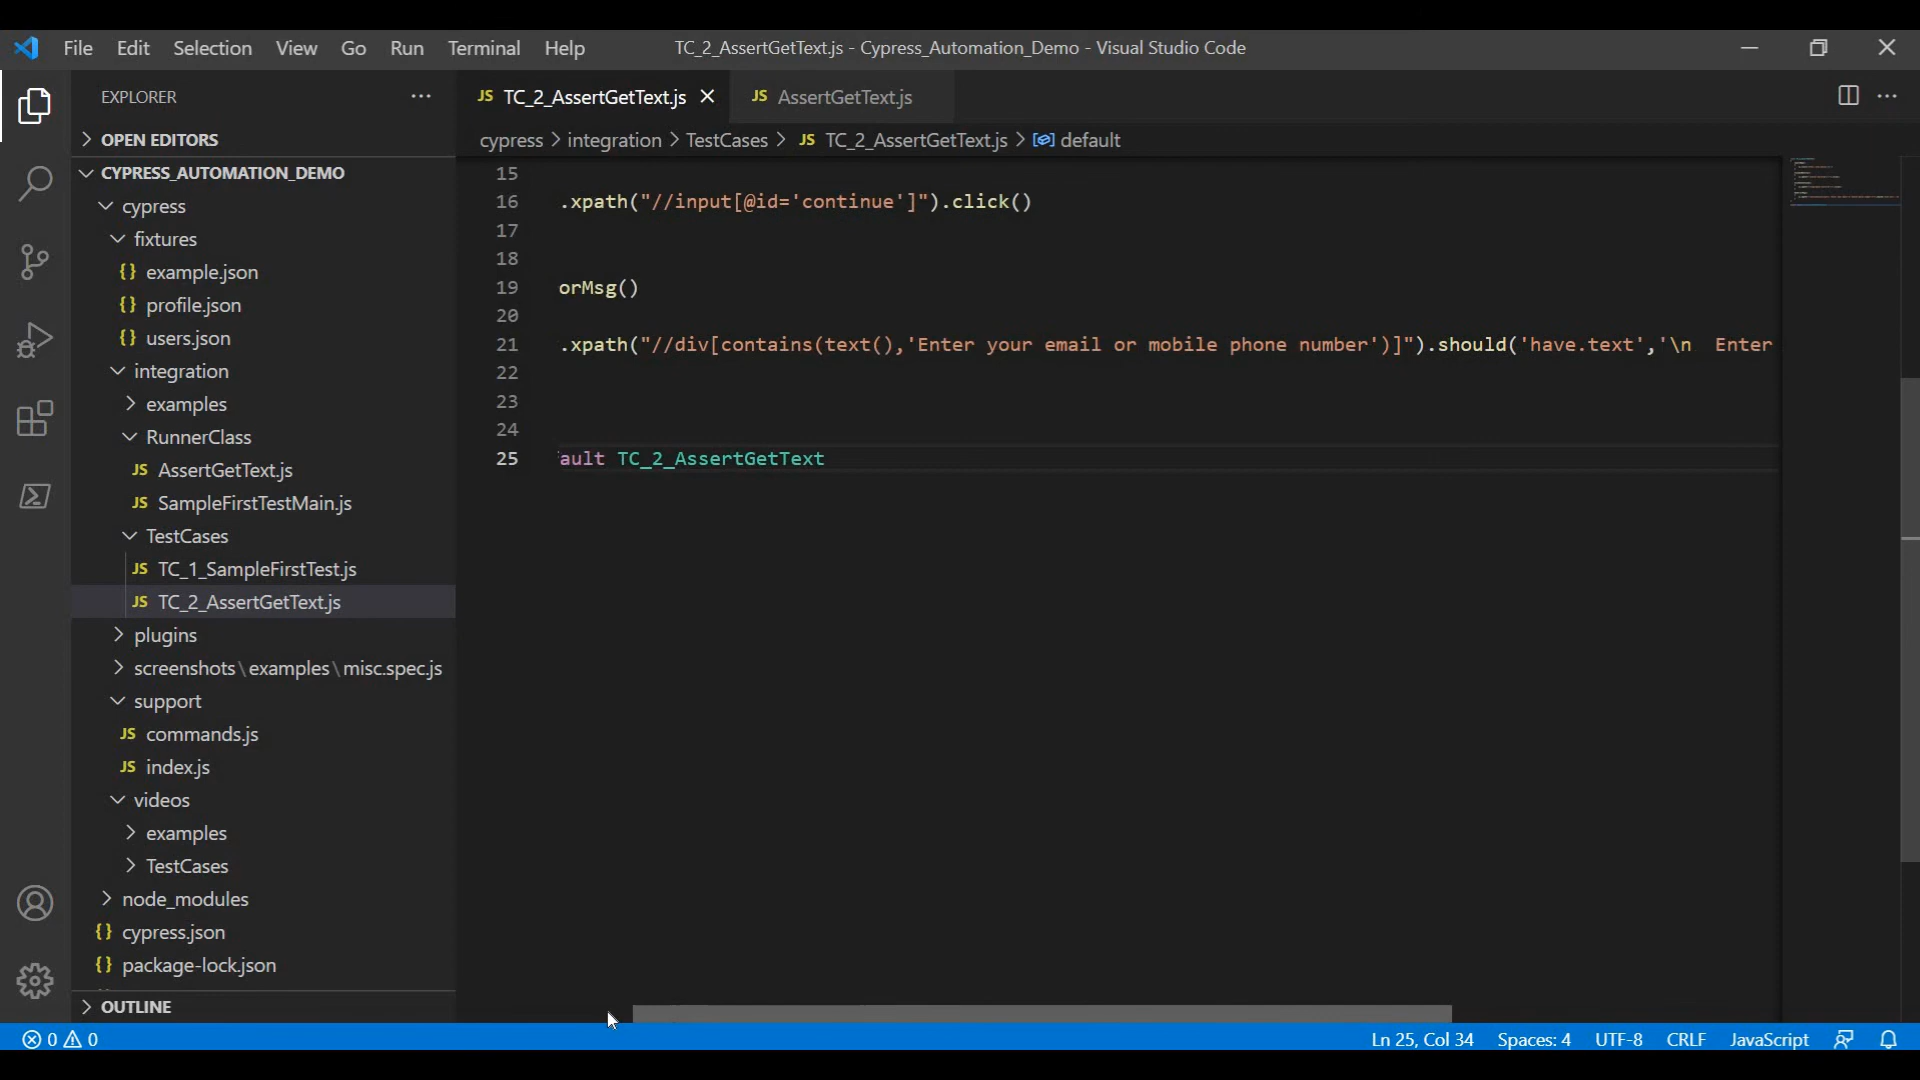 File Edit Selection View Go Run Terminal Help TC_2_AssertGetText.js - Cypress_Automation_Demo - Visual Studio Code
EXPLORER
OPEN EDITORS
CYPRESS_AUTOMATION_DEMO
cypress
fixtures
{} example.json
{} profile.json
{} users.json
integration
examples
RunnerClass
JS AssertGetText.js
JS SampleFirstTestMain.js
TestCases
JS TC_1_SampleFirstTest.js
JS TC_2_AssertGetText.js
plugins
screenshots\examples\misc.spec.js
support
JS commands.js
JS index.js
videos
examples
TestCases
node_modules
{} cypress.json
{} package-lock.json
OUTLINE
JS TC_2_AssertGetText.js JS AssertGetText.js
cypress > integration > TestCases > JS TC_2_AssertGetText.js > default
15
16 .xpath("//input[@id='continue']").click()
17
18
19 orMsg()
20
21 .xpath("//div[contains(text(),'Enter your email or mobile phone number')]").should('have.text','\n  Enter
22
23
24
25 ault TC_2_AssertGetText
0 0 Ln 25, Col 34 Spaces: 4 UTF-8 CRLF JavaScript